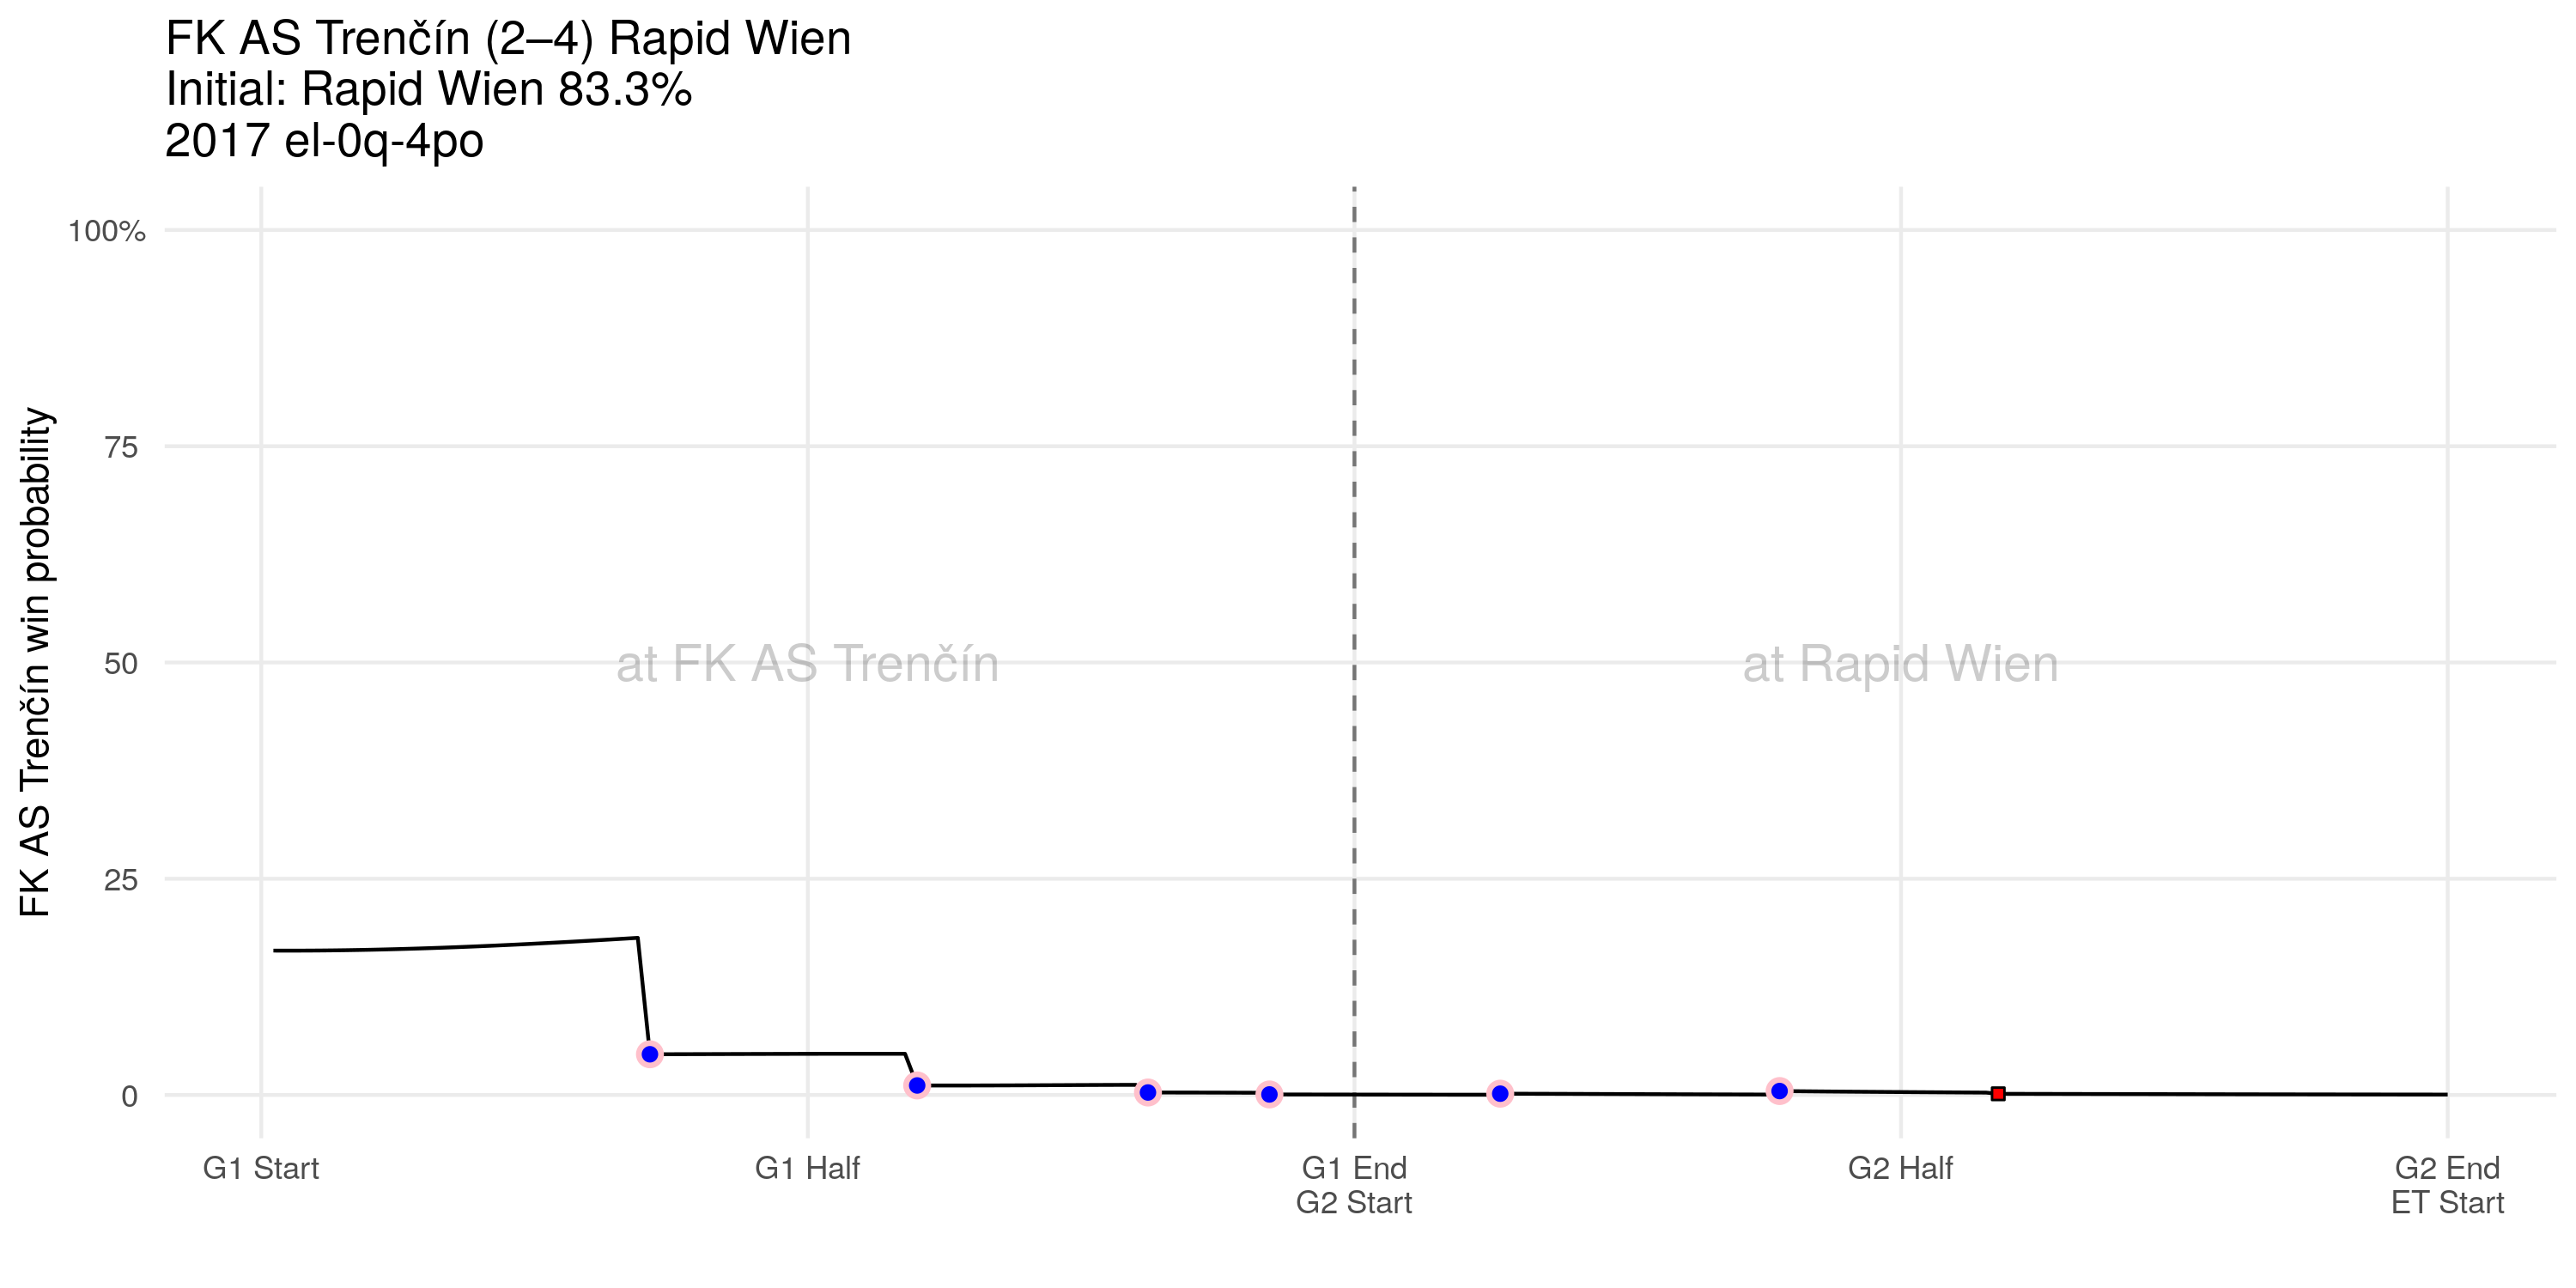 FK AS Trenčín (2–4) Rapid Wien
Initial: Rapid Wien 83.3%
2017 el-0q-4po
FK AS Trenčín win probability
100%
75
50
25
0
at FK AS Trenčín
at Rapid Wien
G1 Start
G1 Half
G1 End
G2 Start
G2 Half
G2 End
ET Start